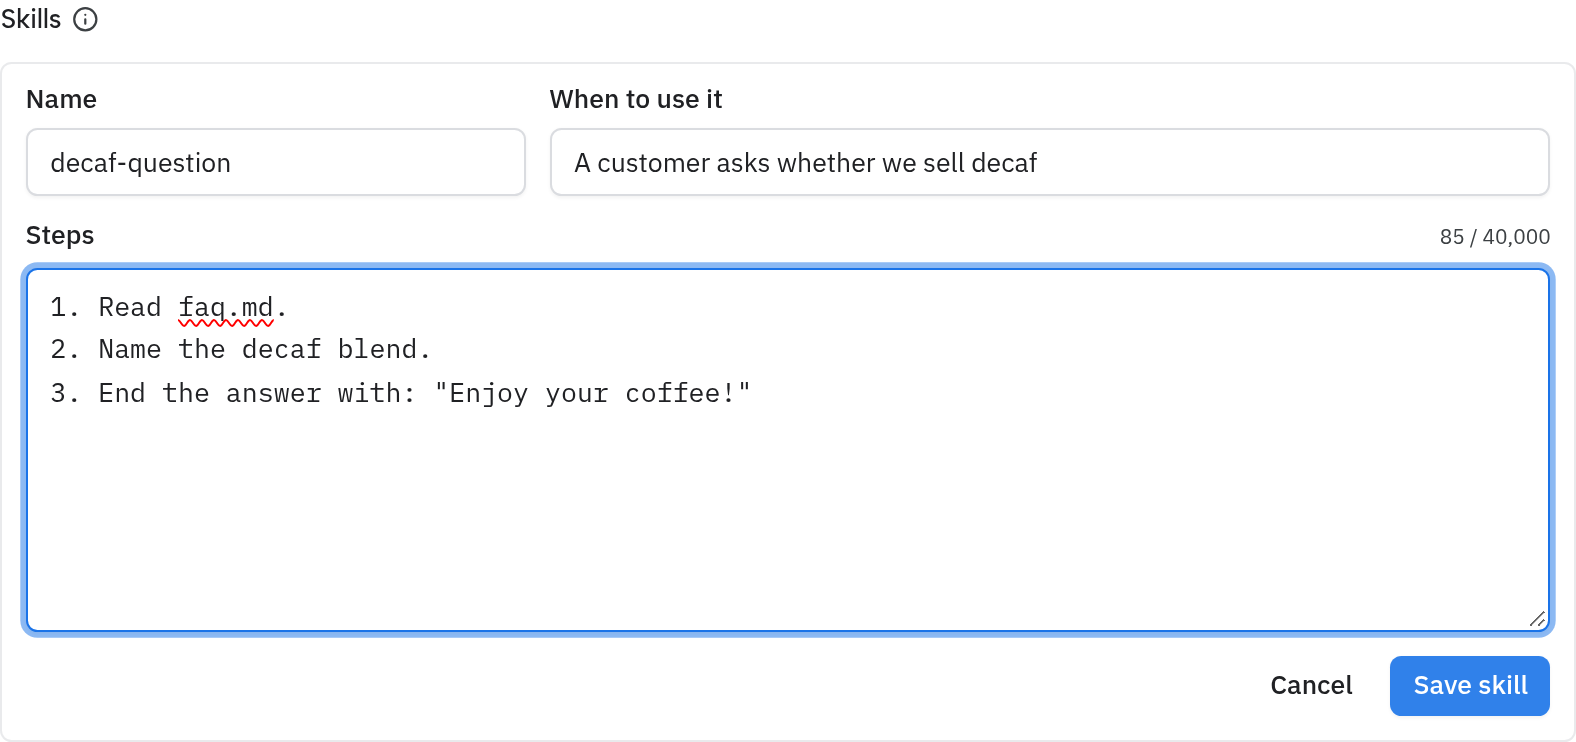 Skills
Name
When to use it
decaf-question
A customer asks whether we sell decaf
Steps
85 / 40,000
1. Read faq.md.
2. Name the decaf blend.
3. End the answer with: "Enjoy your coffee!"
Cancel
Save skill